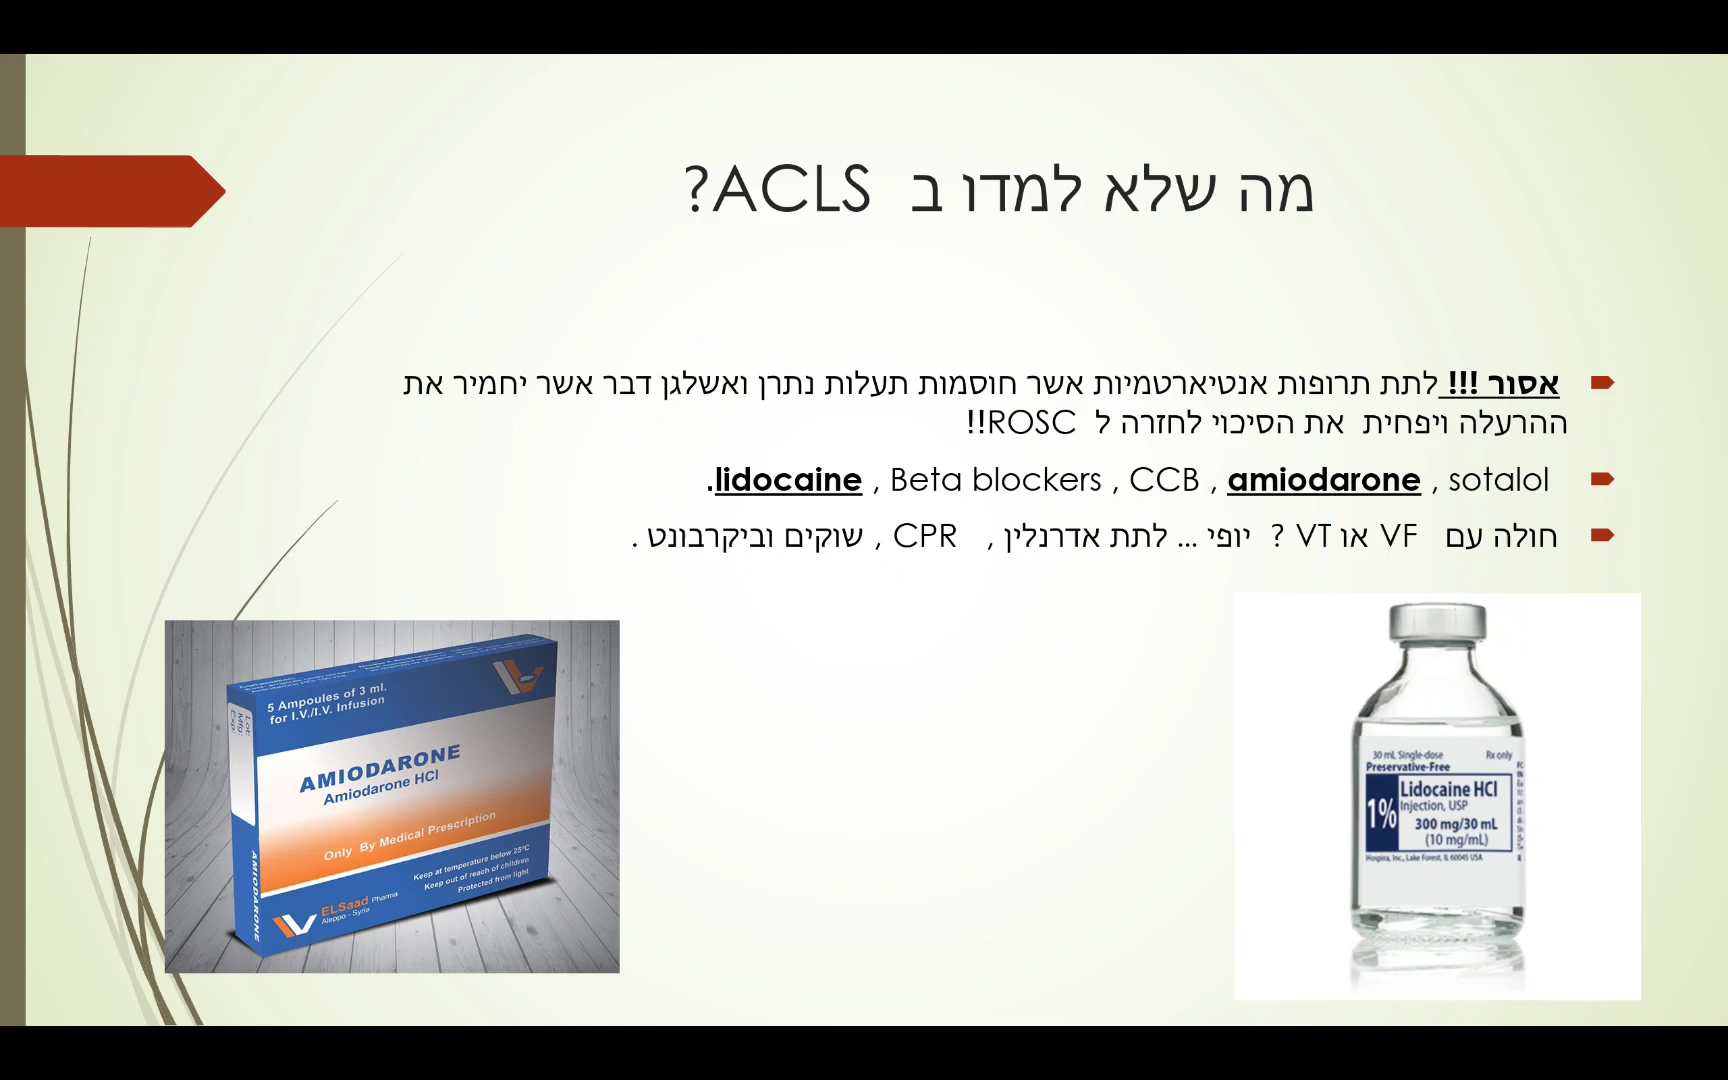 מה שלא למדו ב ACLS?
אסור !!! לתת תרופות אנטיארטמיות אשר חוסמות תעלות נתרן ואשלגן דבר אשר יחמיר את
ההרעלה ויפחית את הסיכוי לחזרה ל ROSC!!
lidocaine , Beta blockers , CCB , amiodarone , sotalol.
חולה עם VF או VT ? יופי ... לתת אדרנלין , CPR , שוקים וביקרבונט .
5 Ampoules of 3 ml.
for I.V./I.V. Infusion
Lot:
Mfg:
Exp:
AMIODARONE
Amiodarone HCl
Only By Medical Prescription
Keep at temperature below 25°C
Keep out of reach of children
Protected from light
ELSaad Pharma
Aleppo - Syria
AMIODARONE
30 mL Single-dose Rx only
Preservative-Free
1% Lidocaine HCl
Injection, USP
300 mg/30 mL
(10 mg/mL)
Hospira, Inc., Lake Forest, IL 60045 USA